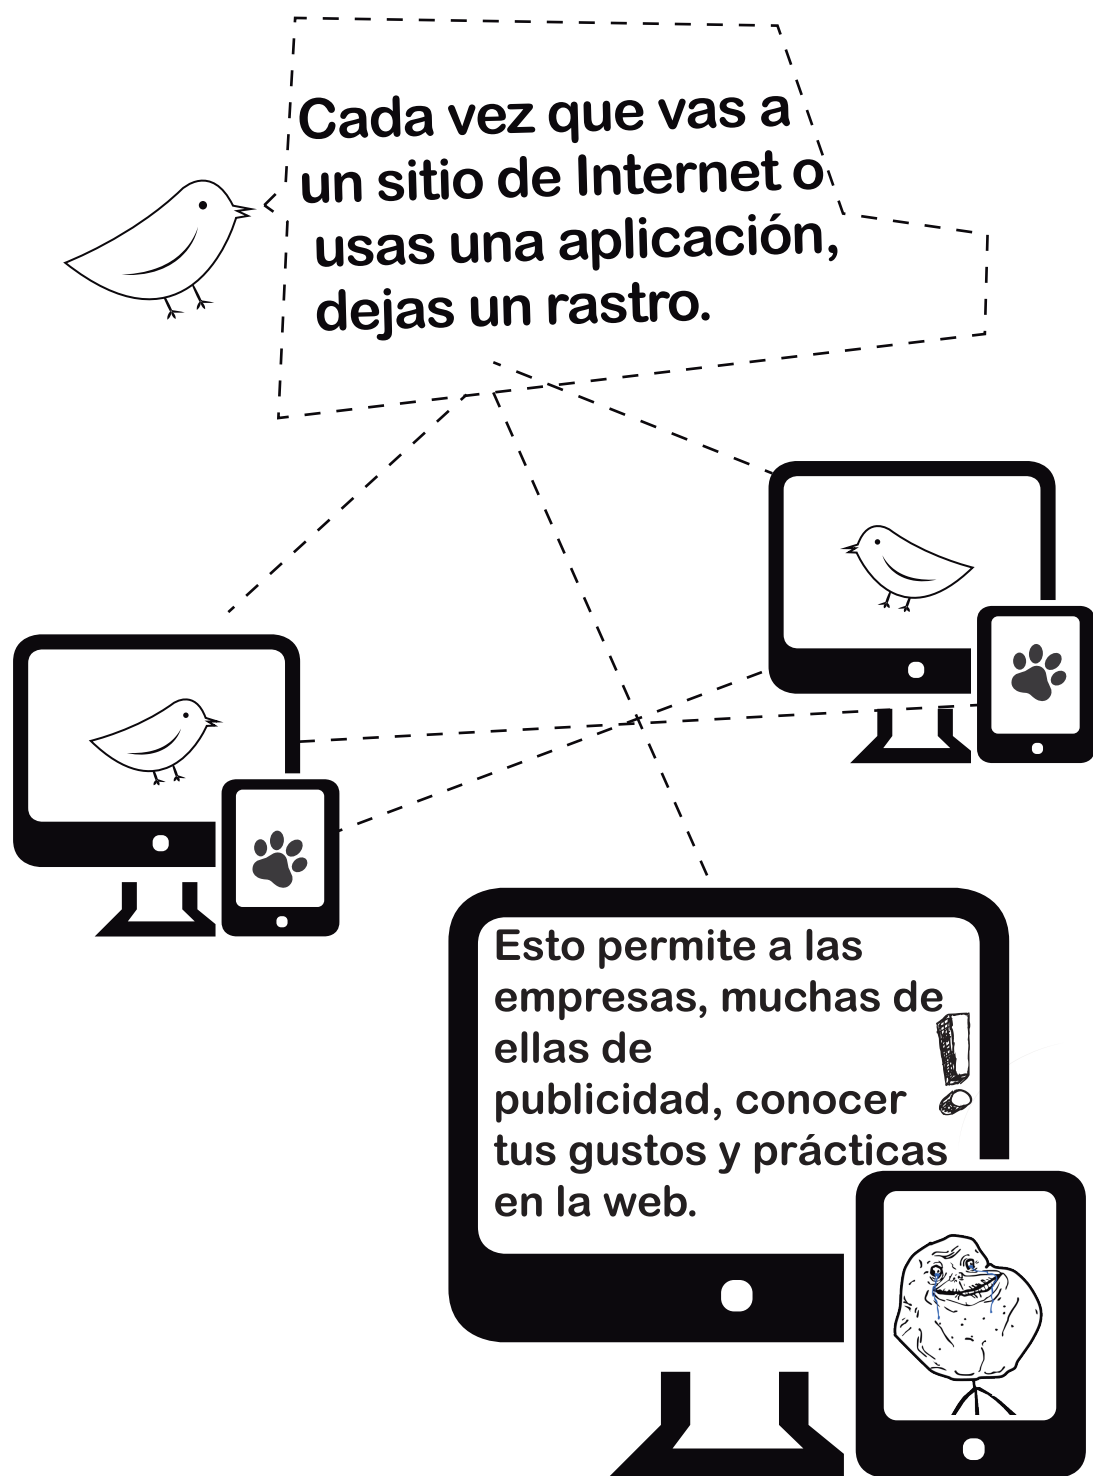 Cada vez que vas a
un sitio de Internet o
usas una aplicación,
dejas un rastro.
Esto permite a las
empresas, muchas de
ellas de
publicidad, conocer
tus gustos y prácticas
en la web.
!